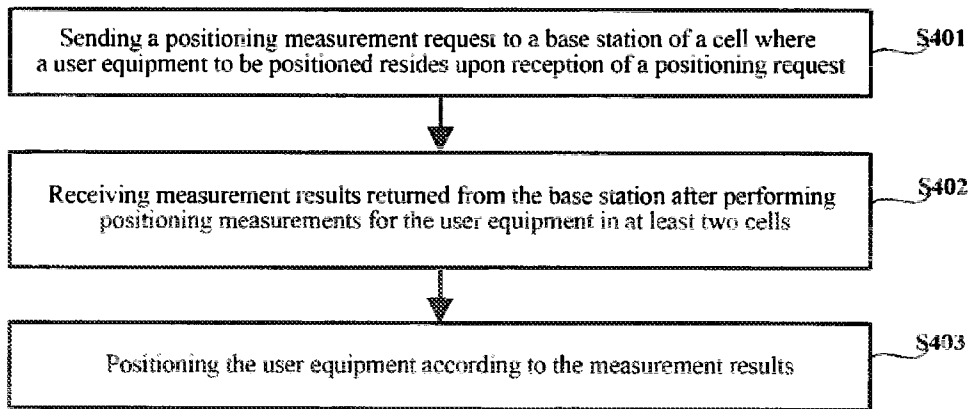 Sending a positioning measurement request to a base station of a cell where
a user equipment to be positioned resides upon reception of a positioning request
S401
Receiving measurement results returned from the base station after performing
positioning measurements for the user equipment in at least two cells
S402
Positioning the user equipment according to the measurement results
S403